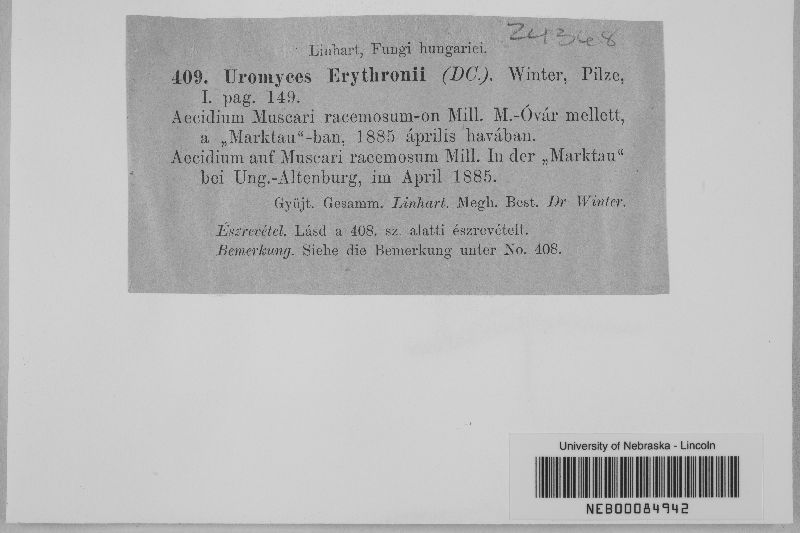 24348
Linhart, Fungi hungarici.
409. Uromyces Erythronii (DC.). Winter, Pilze,
I. pag. 149.
Aecidium Muscari racemosum-on Mill. M.-Óvár mellett,
a „Marktau“-ban, 1885 április havában.
Aecidium auf Muscari racemosum Mill. In der „Marktau“
bei Ung.-Altenburg, im April 1885.
Gyüjt. Gesamm. Linhart. Megh. Best. Dr Winter.
Észrevétel. Lásd a 408. sz. alatti észrevételt.
Bemerkung. Siehe die Bemerkung unter No. 408.
University of Nebraska - Lincoln
NEB00084942